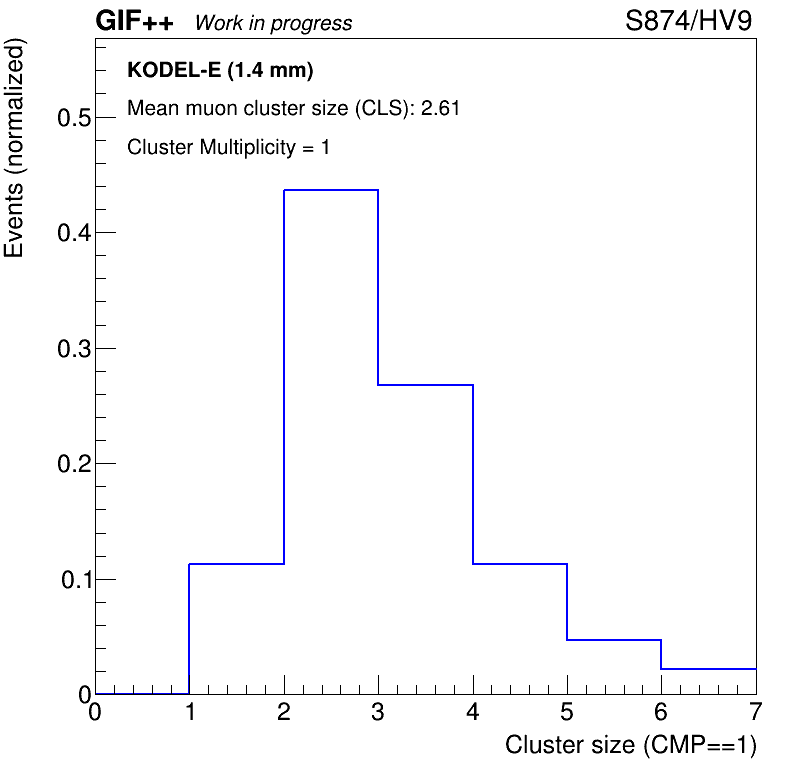 GIF++ Work in progress S874/HV9
KODEL-E (1.4 mm)
Mean muon cluster size (CLS): 2.61
Cluster Multiplicity = 1
Events (normalized)
0.5
0.4
0.3
0.2
0.1
0
0 1 2 3 4 5 6 7
Cluster size (CMP==1)